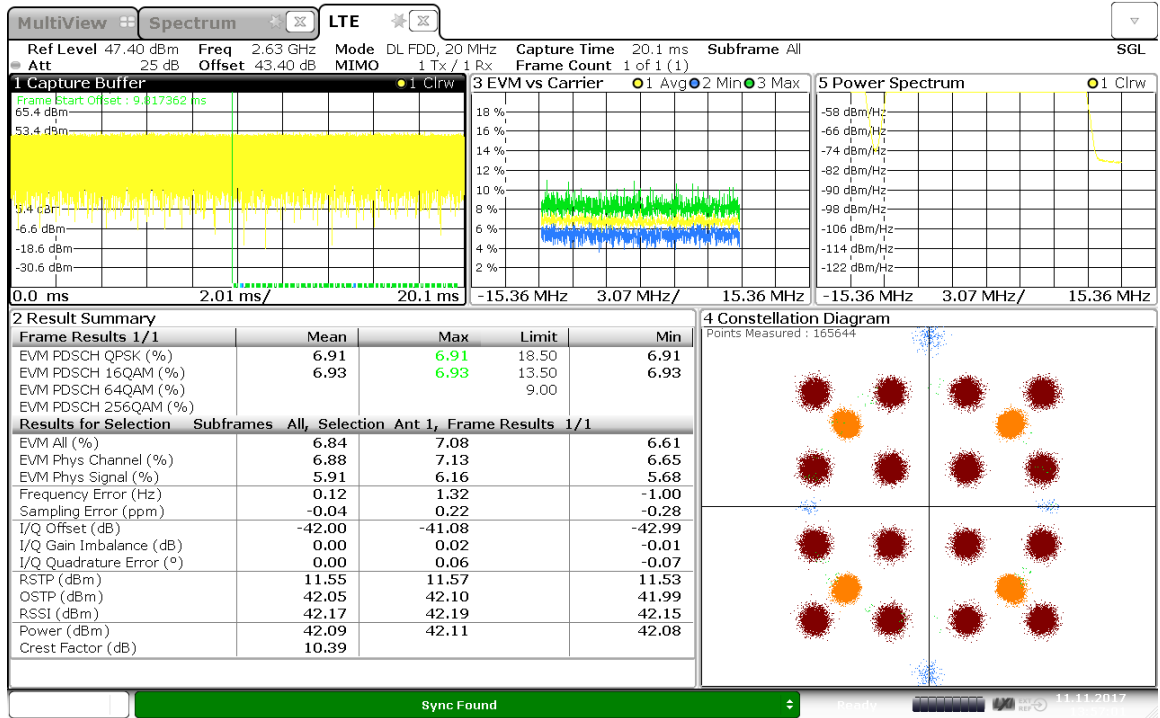 MultiView Spectrum LTE
Ref Level 47.40 dBm Freq 2.63 GHz Mode DL FDD, 20 MHz Capture Time 20.1 ms Subframe All SGL
Att 25 dB Offset 43.40 dB MIMO 1 Tx / 1 Rx Frame Count 1 of 1 (1)
1 Capture Buffer 1 Clrw
Frame Start Offset : 9.817362 ms
65.4 dBm
53.4 dBm
5.4 dBm
-6.6 dBm
-18.6 dBm
-30.6 dBm
0.0 ms 2.01 ms/ 20.1 ms
3 EVM vs Carrier 1 Avg 2 Min 3 Max
18 %
16 %
14 %
12 %
10 %
8 %
6 %
4 %
2 %
-15.36 MHz 3.07 MHz/ 15.36 MHz
5 Power Spectrum 1 Clrw
-58 dBm/Hz
-66 dBm/Hz
-74 dBm/Hz
-82 dBm/Hz
-90 dBm/Hz
-98 dBm/Hz
-106 dBm/Hz
-114 dBm/Hz
-122 dBm/Hz
-15.36 MHz 3.07 MHz/ 15.36 MHz
2 Result Summary
Frame Results 1/1 Mean Max Limit Min
EVM PDSCH QPSK (%) 6.91 6.91 18.50 6.91
EVM PDSCH 16QAM (%) 6.93 6.93 13.50 6.93
EVM PDSCH 64QAM (%) 9.00
EVM PDSCH 256QAM (%)
Results for Selection Subframes All, Selection Ant 1, Frame Results 1/1
EVM All (%) 6.84 7.08 6.61
EVM Phys Channel (%) 6.88 7.13 6.65
EVM Phys Signal (%) 5.91 6.16 5.68
Frequency Error (Hz) 0.12 1.32 -1.00
Sampling Error (ppm) -0.04 0.22 -0.28
I/Q Offset (dB) -42.00 -41.08 -42.99
I/Q Gain Imbalance (dB) 0.00 0.02 -0.01
I/Q Quadrature Error (°) 0.00 0.06 -0.07
RSTP (dBm) 11.55 11.57 11.53
OSTP (dBm) 42.05 42.10 41.99
RSSI (dBm) 42.17 42.19 42.15
Power (dBm) 42.09 42.11 42.08
Crest Factor (dB) 10.39
4 Constellation Diagram
Points Measured : 165644
Sync Found
Ready
LXI
11.11.2017